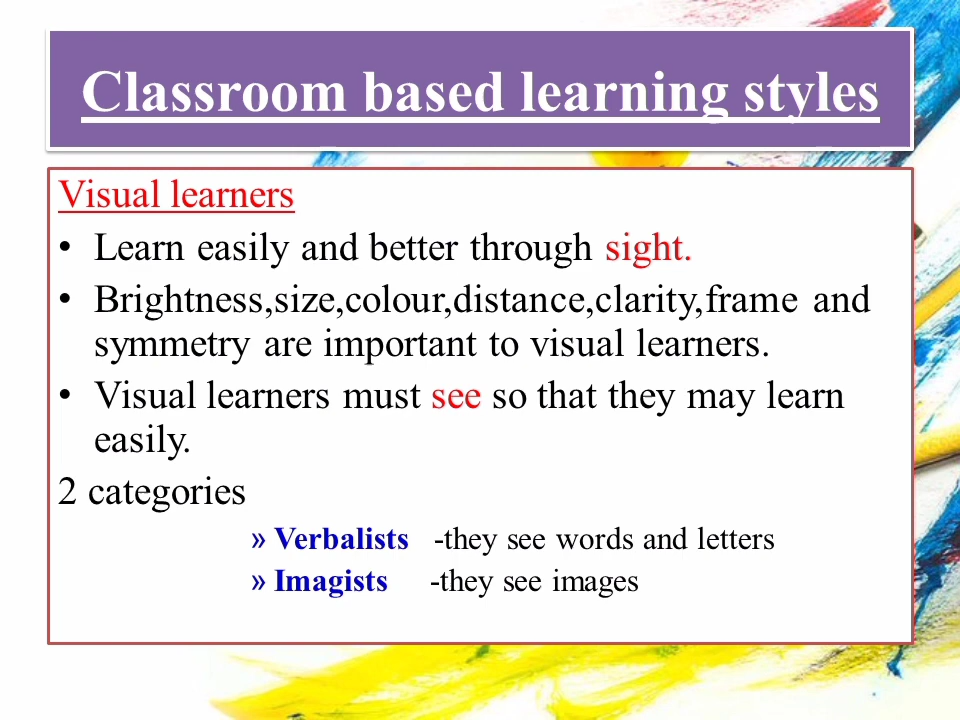 Classroom based learning styles
Visual learners
• Learn easily and better through sight.
• Brightness,size,colour,distance,clarity,frame and
symmetry are important to visual learners.
• Visual learners must see so that they may learn
easily.
2 categories
» Verbalists -they see words and letters
» Imagists -they see images